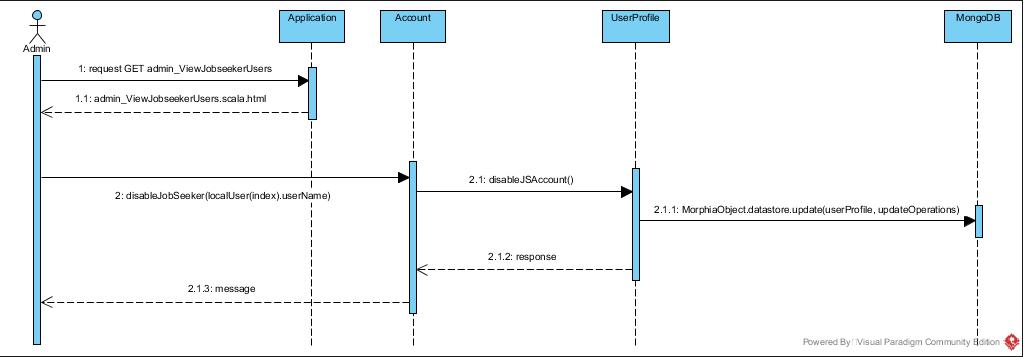 Application
Account
UserProfile
MongoDB
Admin
1: request GET admin_ViewJobseekerUsers
1.1: admin_ViewJobseekerUsers.scala.html
2.1: disableJSAccount()
2: disableJobSeeker(localUser(index).userName)
2.1.1: MorphiaObject.datastore.update(userProfile, updateOperations)
2.1.2: response
2.1.3: message
Powered By Visual Paradigm Community Edition